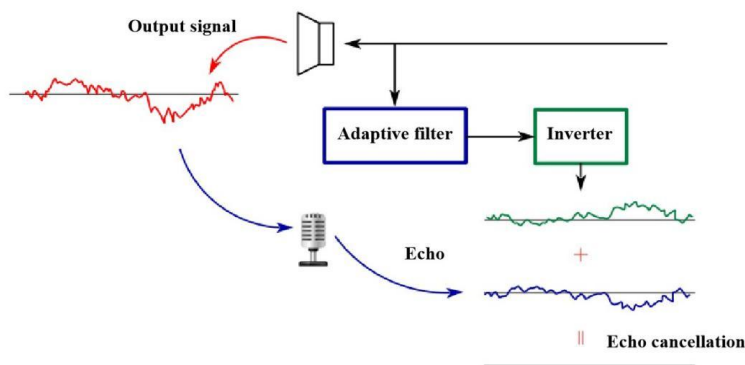 Output signal
Adaptive filter
Inverter
Echo
+
=
Echo cancellation